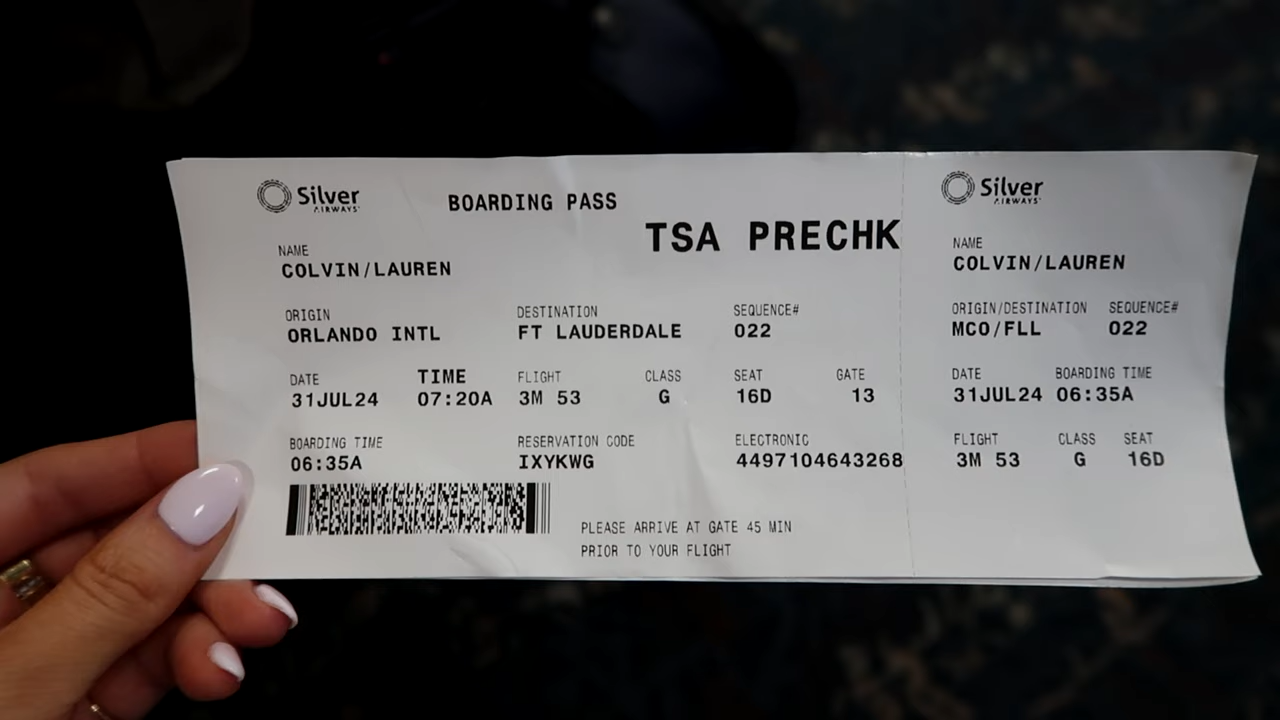 Silver
AIRWAYS
BOARDING PASS
TSA PRECHK
NAME
COLVIN/LAUREN
ORIGIN DESTINATION SEQUENCE#
ORLANDO INTL FT LAUDERDALE 022
DATE TIME FLIGHT CLASS SEAT GATE
31JUL24 07:20A 3M 53 G 16D 13
BOARDING TIME RESERVATION CODE ELECTRONIC
06:35A IXYKWG 4497104643268
PLEASE ARRIVE AT GATE 45 MIN
PRIOR TO YOUR FLIGHT
Silver
AIRWAYS
NAME
COLVIN/LAUREN
ORIGIN/DESTINATION SEQUENCE#
MCO/FLL 022
DATE BOARDING TIME
31JUL24 06:35A
FLIGHT CLASS SEAT
3M 53 G 16D